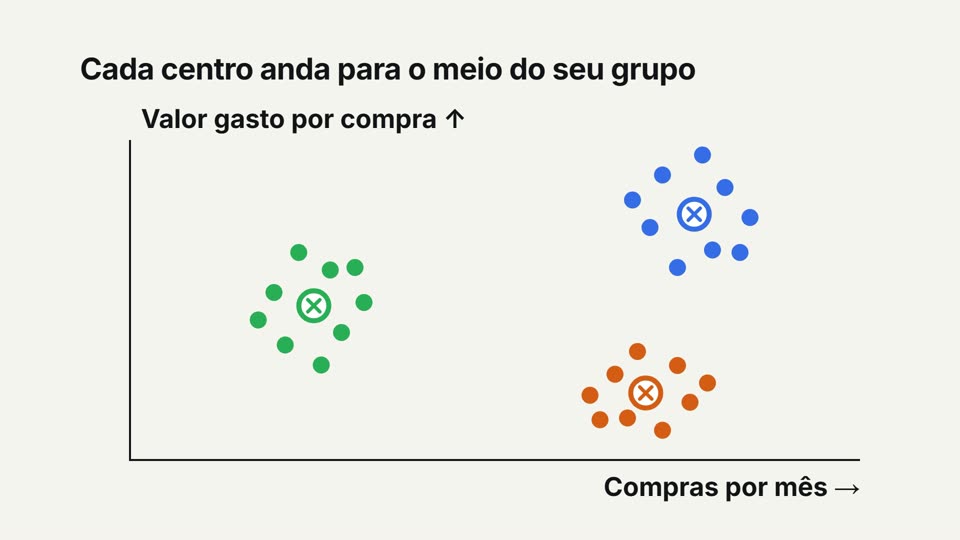 Cada centro anda para o meio do seu grupo
Valor gasto por compra ↑
Compras por mês →